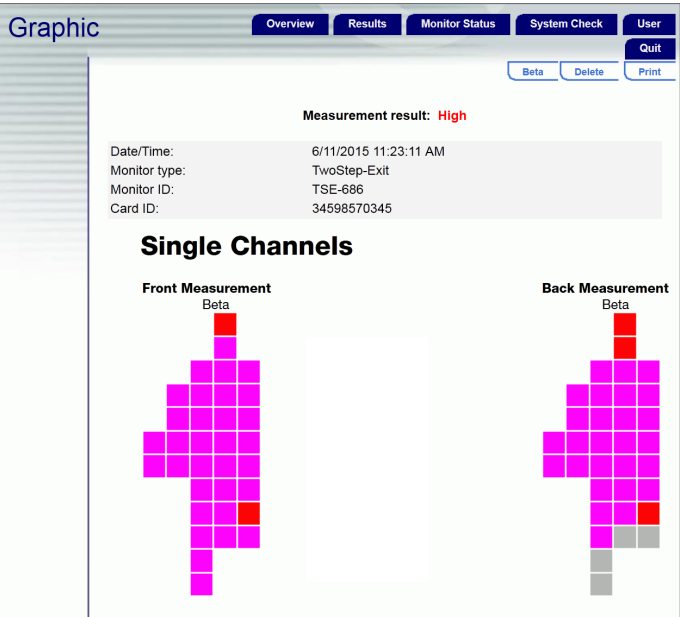 Graphic
Overview Results Monitor Status System Check User
Quit
Beta Delete Print
Measurement result: High
Date/Time: 6/11/2015 11:23:11 AM
Monitor type: TwoStep-Exit
Monitor ID: TSE-686
Card ID: 34598570345
Single Channels
Front Measurement Back Measurement
Beta Beta